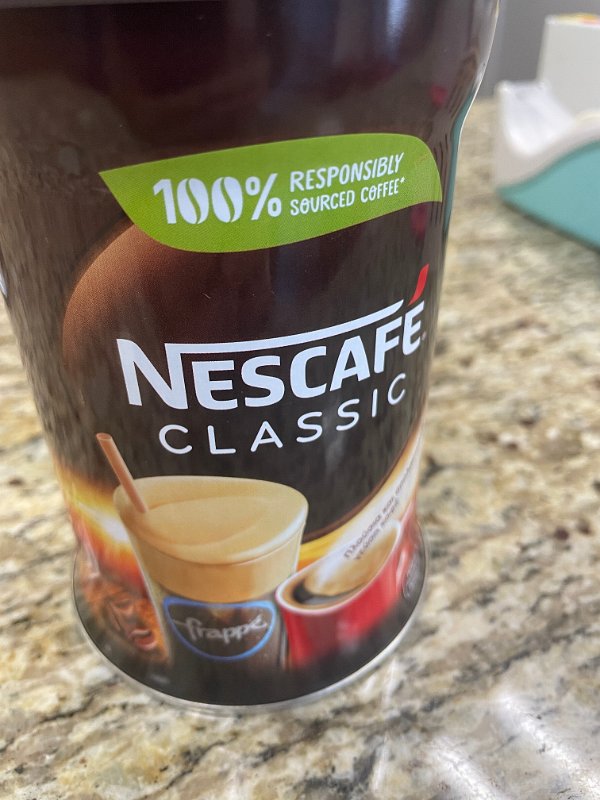 100% RESPONSIBLY
SOURCED COFFEE*
NESCAFÉ
CLASSIC
frappé